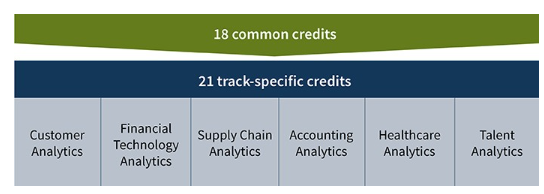 18 common credits
21 track-specific credits
Customer
Analytics
Financial
Technology
Analytics
Supply Chain
Analytics
Accounting
Analytics
Healthcare
Analytics
Talent
Analytics